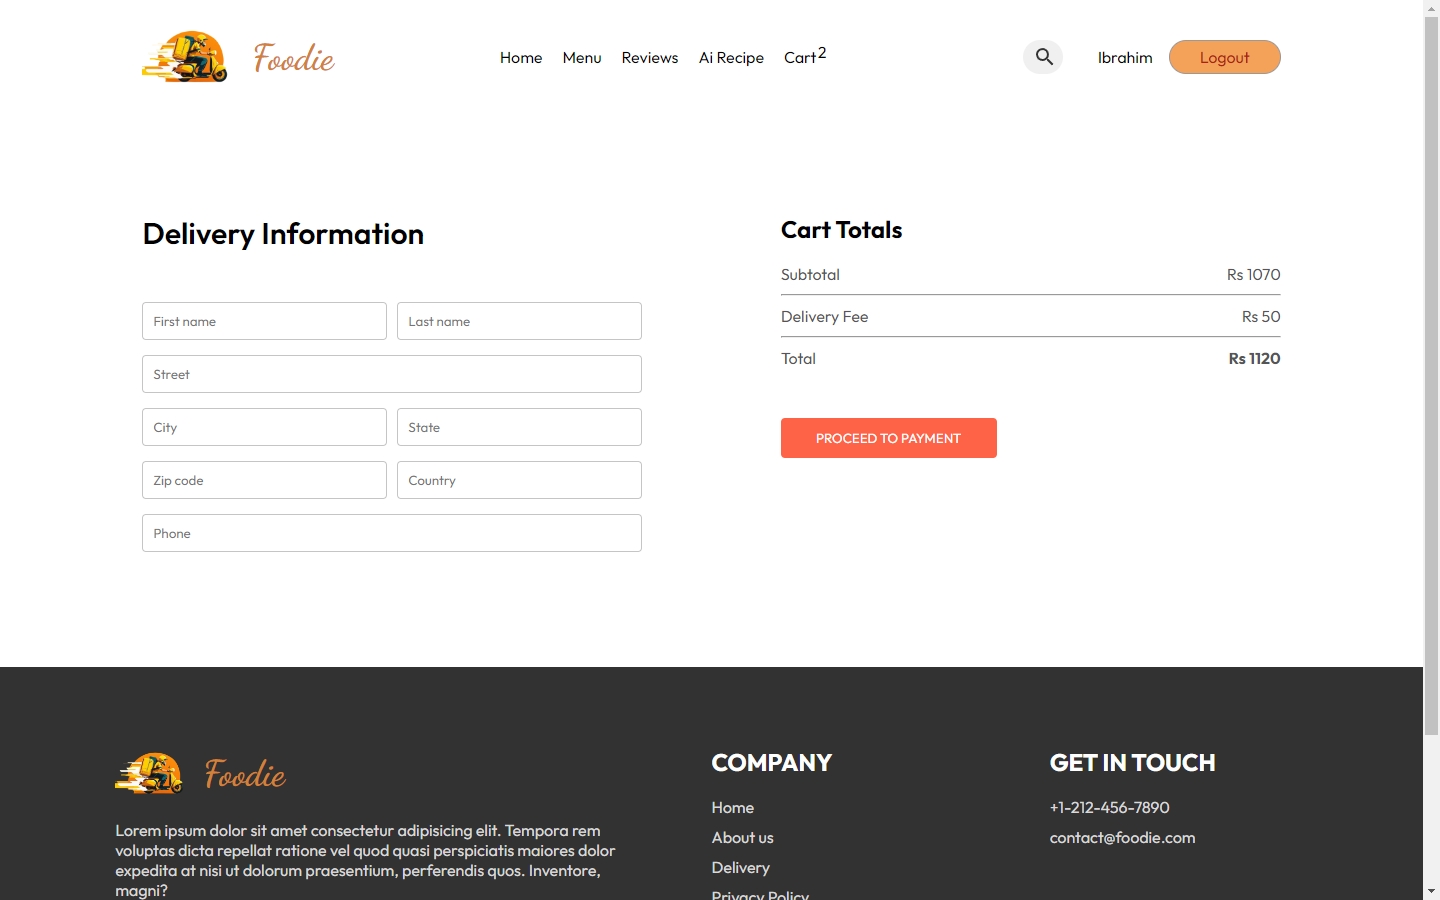 Foodie
Home Menu Reviews Ai Recipe Cart 2
Ibrahim Logout
Delivery Information
First name Last name
Street
City State
Zip code Country
Phone
Cart Totals
Subtotal Rs 1070
Delivery Fee Rs 50
Total Rs 1120
PROCEED TO PAYMENT
Foodie
Lorem ipsum dolor sit amet consectetur adipisicing elit. Tempora rem
voluptas dicta repellat ratione vel quod quasi perspiciatis maiores dolor
expedita at nisi ut dolorum praesentium, perferendis quos. Inventore,
magni?
COMPANY
Home
About us
Delivery
Privacy Policy
GET IN TOUCH
+1-212-456-7890
contact@foodie.com